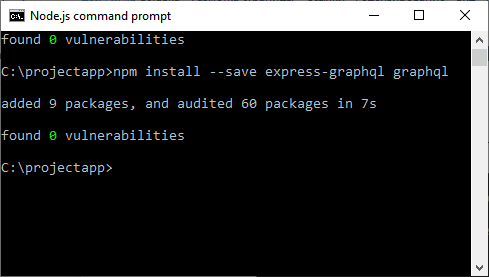 Node.js command prompt
found 0 vulnerabilities
C:\projectapp>npm install --save express-graphql graphql
added 9 packages, and audited 60 packages in 7s
found 0 vulnerabilities
C:\projectapp>